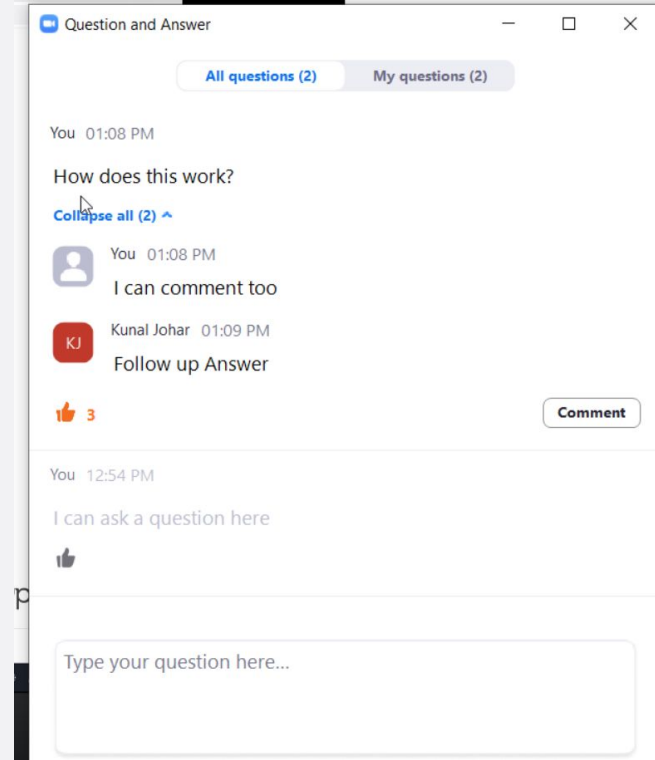 Question and Answer
All questions (2) My questions (2)
You 01:08 PM
How does this work?
Collapse all (2)
You 01:08 PM
I can comment too
KJ
Kunal Johar 01:09 PM
Follow up Answer
3
Comment
You 12:54 PM
I can ask a question here
Type your question here...